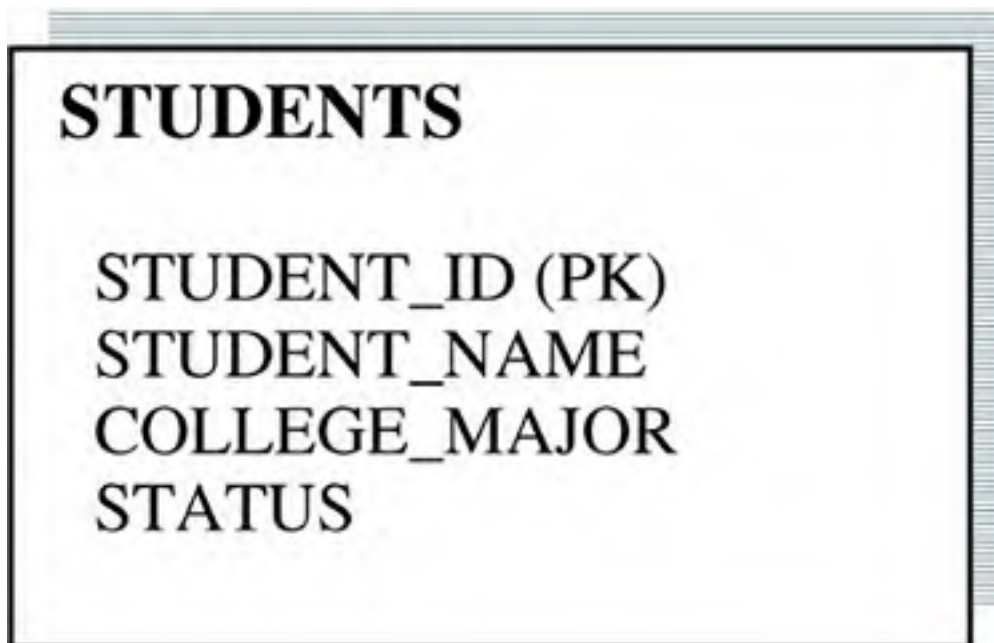 STUDENTS
STUDENT_ID (PK)
STUDENT_NAME
COLLEGE_MAJOR
STATUS